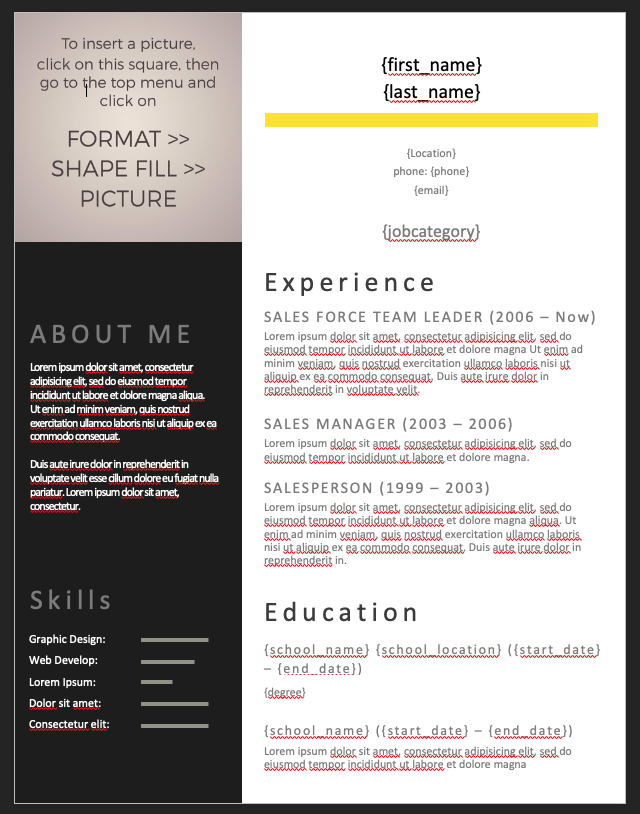 To insert a picture,
click on this square, then
go to the top menu and
click on
FORMAT >>
SHAPE FILL >>
PICTURE
ABOUT ME
Lorem ipsum dolor sit amet, consectetur
adipisicing elit, sed do eiusmod tempor
incididunt ut labore et dolore magna aliqua.
Ut enim ad minim veniam, quis nostrud
exercitation ullamco laboris nisi ut aliquip ex ea
commodo consequat.
Duis aute irure dolor in reprehenderit in
voluptate velit esse cillum dolore eu fugiat nulla
pariatur. Lorem ipsum dolor sit amet,
consectetur.
Skills
Graphic Design:
Web Develop:
Lorem Ipsum:
Dolor sit amet:
Consectetur elit:
{first_name}
{last_name}
{Location}
phone: {phone}
{email}
{jobcategory}
Experience
SALES FORCE TEAM LEADER (2006 – Now)
Lorem ipsum dolor sit amet, consectetur adipisicing elit, sed do
eiusmod tempor incididunt ut labore et dolore magna Ut enim ad
minim veniam, quis nostrud exercitation ullamco laboris nisi ut
aliquip ex ea commodo consequat. Duis aute irure dolor in
reprehenderit in voluptate velit.
SALES MANAGER (2003 – 2006)
Lorem ipsum dolor sit amet, consectetur adipisicing elit, sed do
eiusmod tempor incididunt ut labore et dolore magna.
SALESPERSON (1999 – 2003)
Lorem ipsum dolor sit amet, consectetur adipisicing elit, sed do
eiusmod tempor incididunt ut labore et dolore magna aliqua. Ut
enim ad minim veniam, quis nostrud exercitation ullamco laboris
nisi ut aliquip ex ea commodo consequat. Duis aute irure dolor in
reprehenderit in.
Education
{school_name} {school_location} ({start_date}
– {end_date})
{degree}
{school_name} ({start_date} – {end_date})
Lorem ipsum dolor sit amet, consectetur adipisicing elit, sed do
eiusmod tempor incididunt ut labore et dolore magna